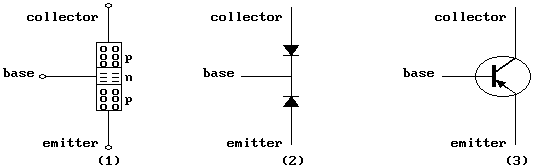 collector
p
base
n
p
emitter
(1)
collector
base
emitter
(2)
collector
base
emitter
(3)